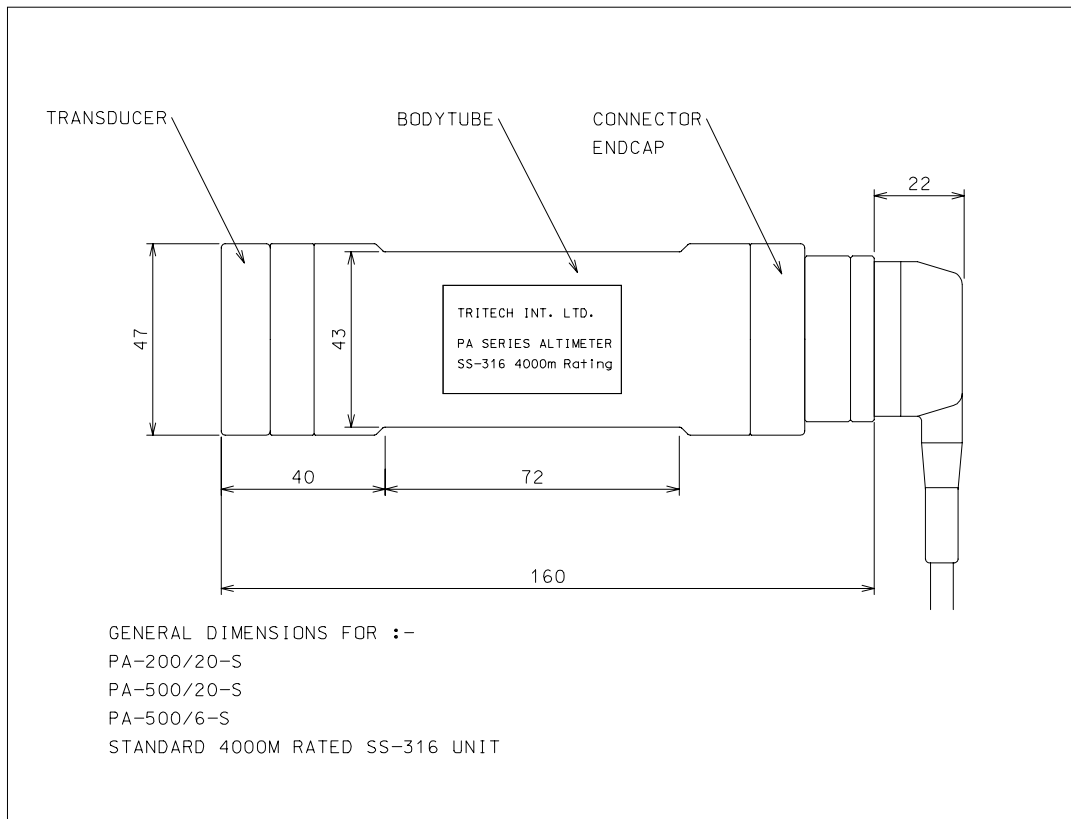 TRANSDUCER
BODYTUBE
CONNECTOR
ENDCAP
22
47
43
TRITECH INT. LTD.
PA SERIES ALTIMETER
SS-316 4000m Rating
40
72
160
GENERAL DIMENSIONS FOR :-
PA-200/20-S
PA-500/20-S
PA-500/6-S
STANDARD 4000M RATED SS-316 UNIT